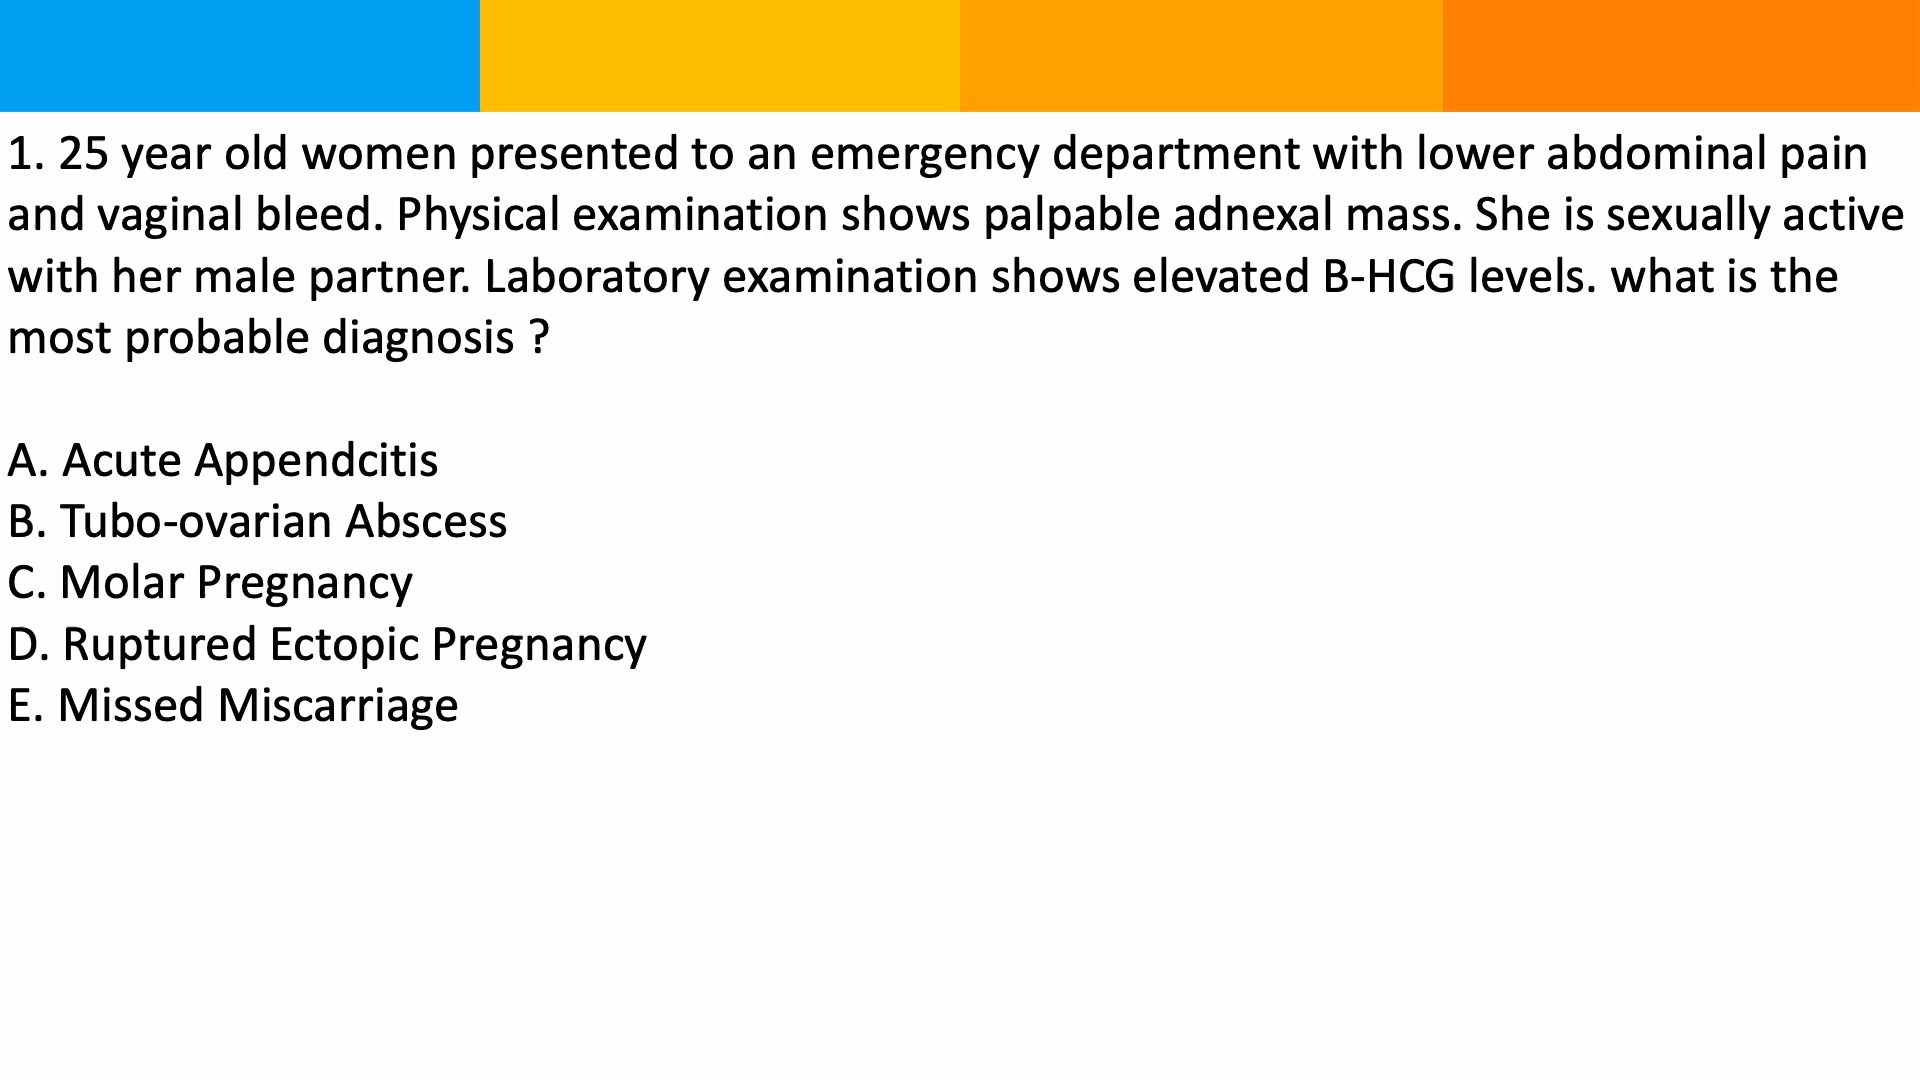 1. 25 year old women presented to an emergency department with lower abdominal pain
and vaginal bleed. Physical examination shows palpable adnexal mass. She is sexually active
with her male partner. Laboratory examination shows elevated B-HCG levels. what is the
most probable diagnosis ?
A. Acute Appendcitis
B. Tubo-ovarian Abscess
C. Molar Pregnancy
D. Ruptured Ectopic Pregnancy
E. Missed Miscarriage